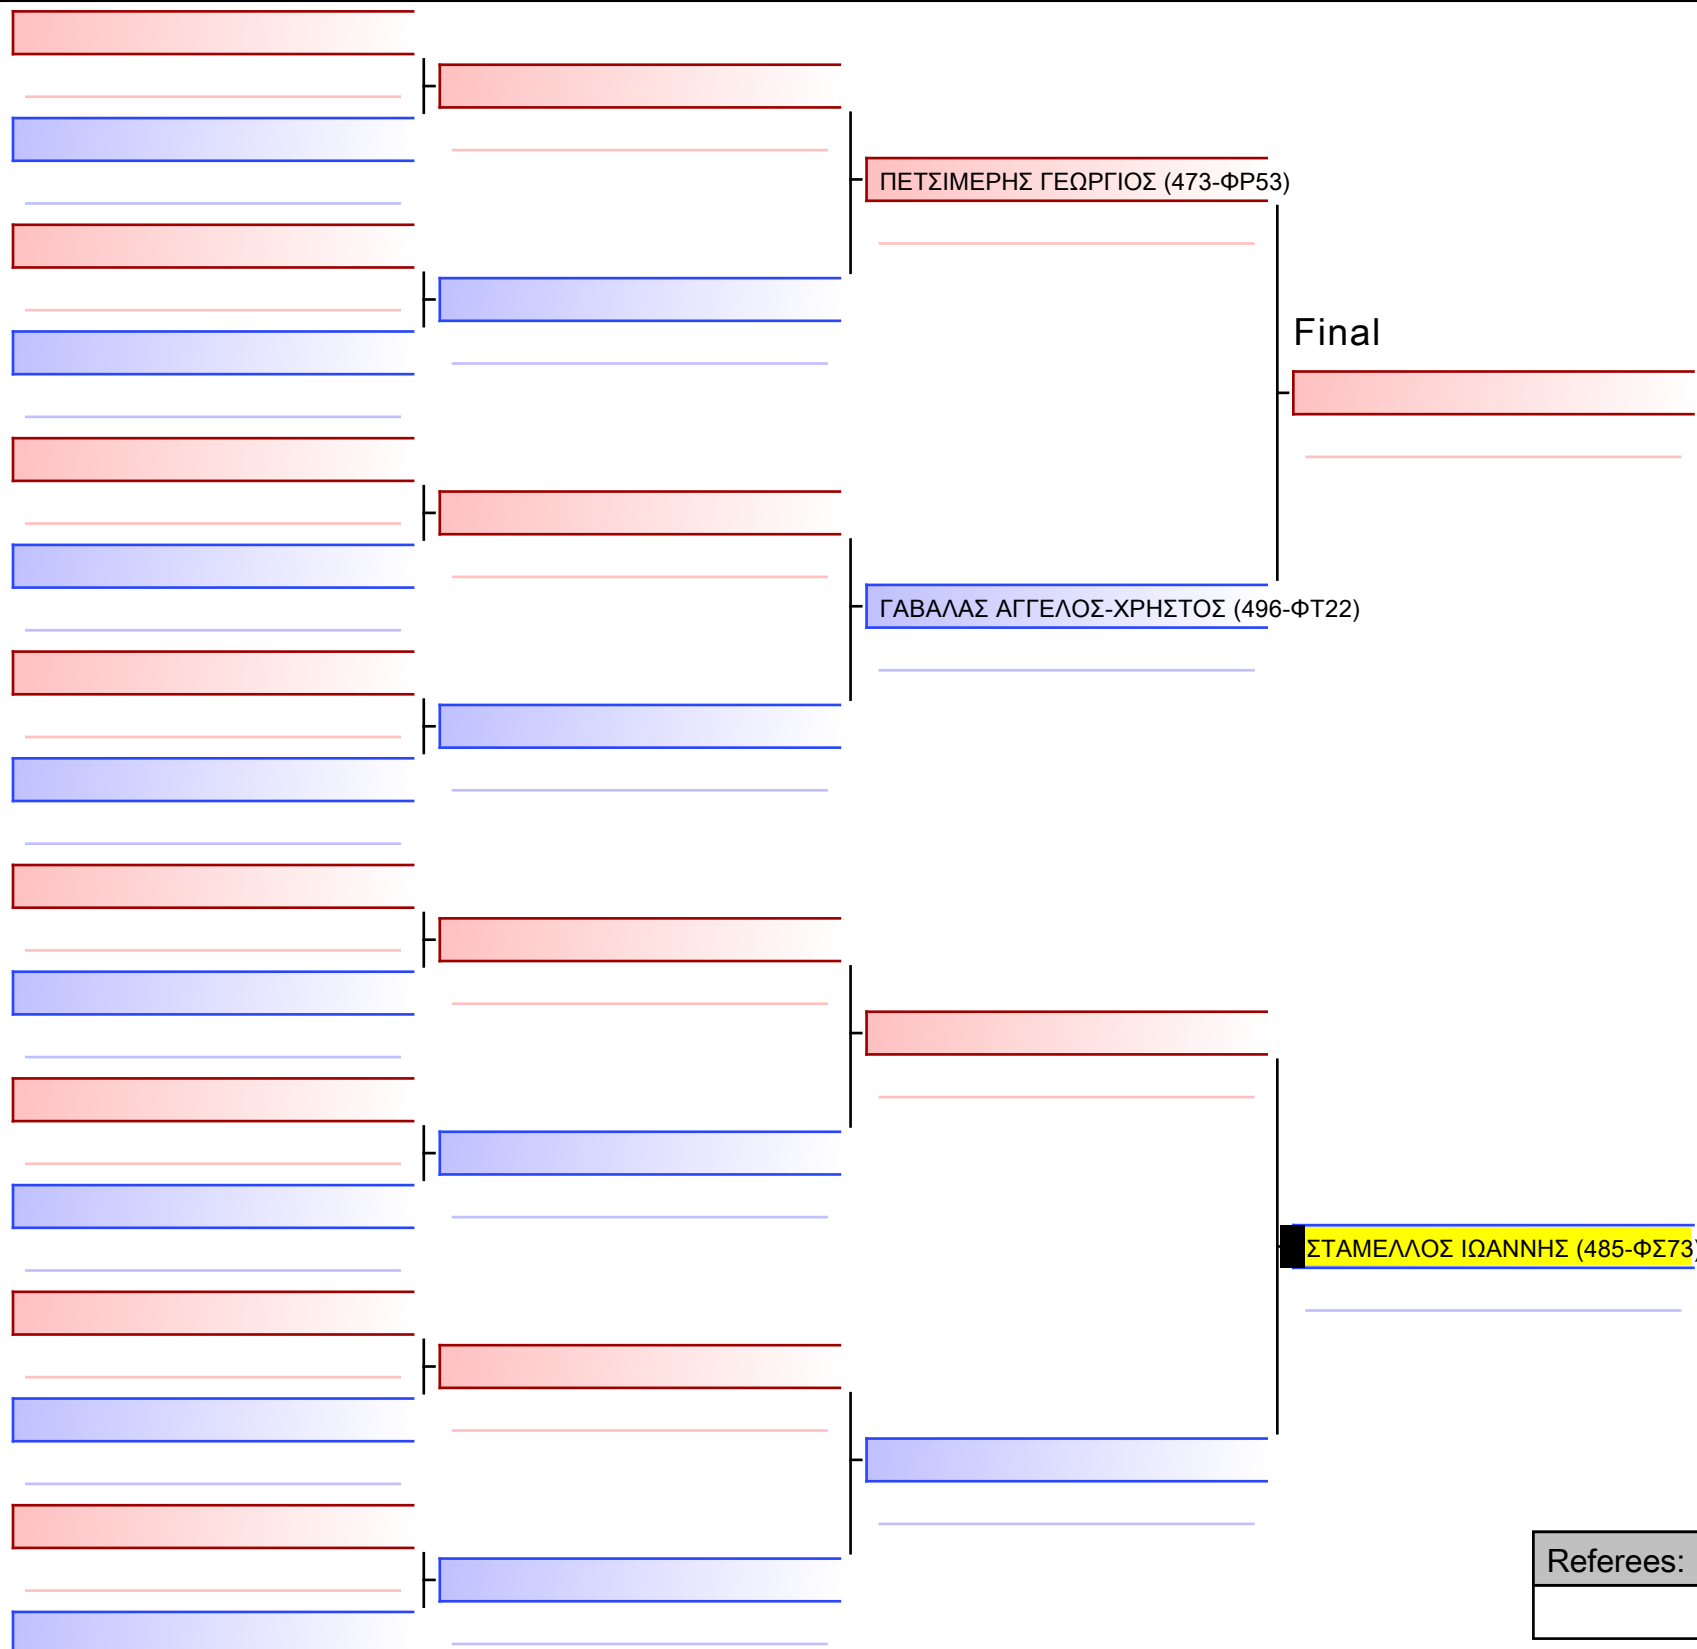 ΠΕΤΣΙΜΕΡΗΣ ΓΕΩΡΓΙΟΣ (473-ΦΡ53)
Final
ΓΑΒΑΛΑΣ ΑΓΓΕΛΟΣ-ΧΡΗΣΤΟΣ (496-ΦΤ22)
ΣΤΑΜΕΛΛΟΣ ΙΩΑΝΝΗΣ (485-ΦΣ73)
Referees: